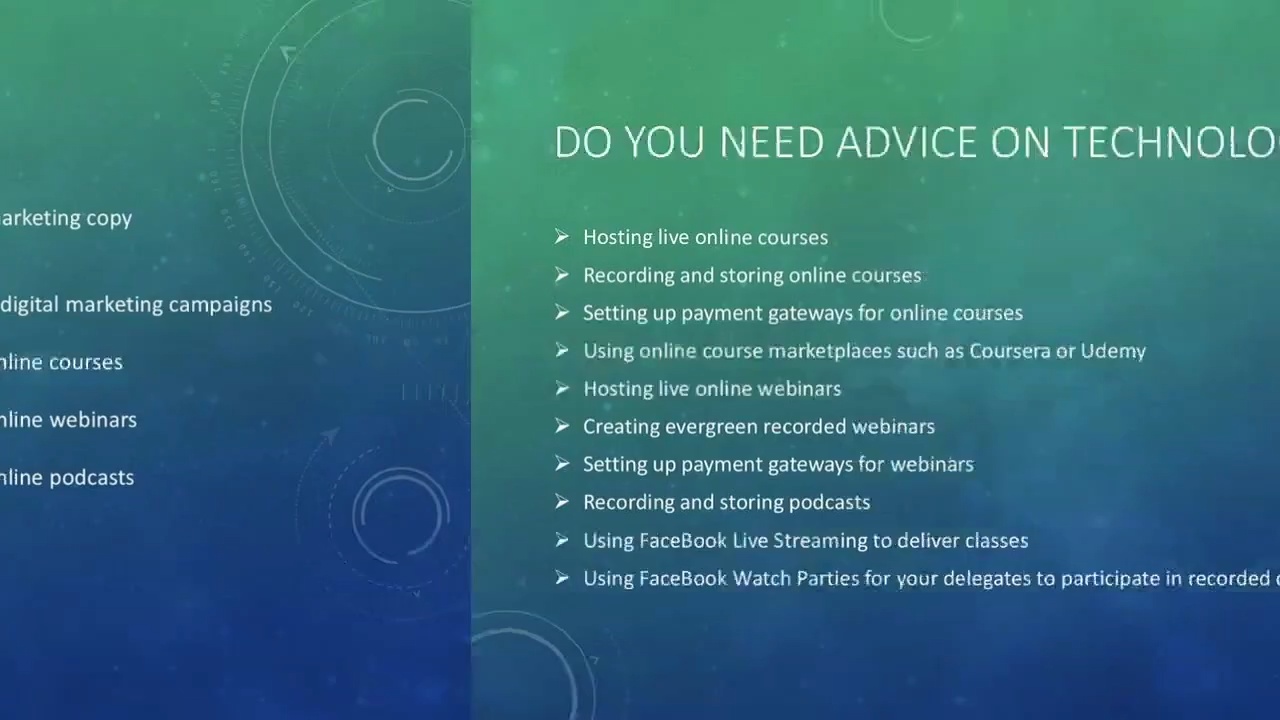 arketing copy
digital marketing campaigns
nline courses
nline webinars
nline podcasts
DO YOU NEED ADVICE ON TECHNOLO
Hosting live online courses
Recording and storing online courses
Setting up payment gateways for online courses
Using online course marketplaces such as Coursera or Udemy
Hosting live online webinars
Creating evergreen recorded webinars
Setting up payment gateways for webinars
Recording and storing podcasts
Using FaceBook Live Streaming to deliver classes
Using FaceBook Watch Parties for your delegates to participate in recorded